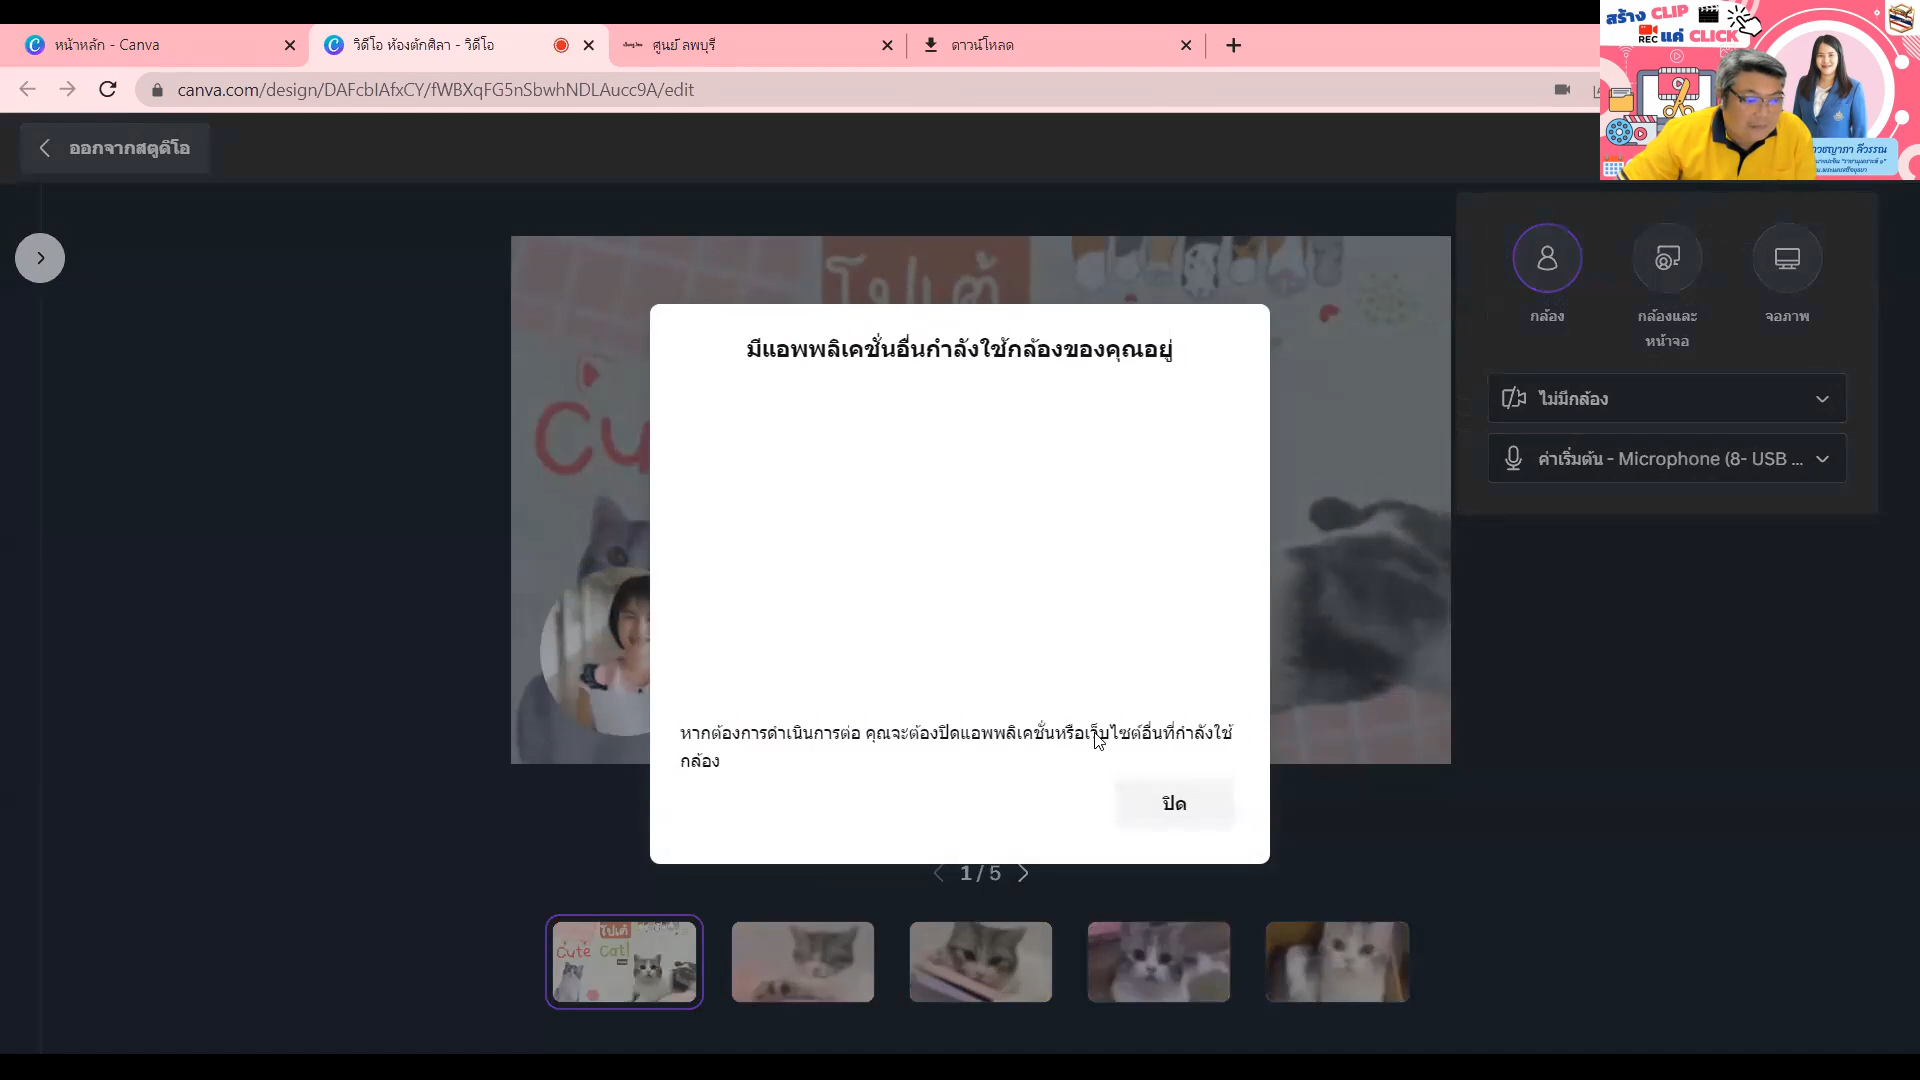 หน้าหลัก - Canva
วิดีโอ ห้องตักศิลา - วิดีโอ
ศูนย์ ลพบุรี
ดาวน์โหลด
canva.com/design/DAFcbIAfxCY/fWBXqFG5nSbwhNDLAucc9A/edit
สร้าง CLIP
REC แค่ CLICK
ออกจากสตูดิโอ
กล้อง
กล้องและ
หน้าจอ
จอภาพ
ไม่มีกล้อง
ค่าเริ่มต้น - Microphone (8- USB ...
โปเต้
Cu
มีแอพพลิเคชั่นอื่นกำลังใช้กล้องของคุณอยู่
หากต้องการดำเนินการต่อ คุณจะต้องปิดแอพพลิเคชั่นหรือเว็บไซต์อื่นที่กำลังใช้
กล้อง
ปิด
1 / 5
โปเต้
Cute Cat!